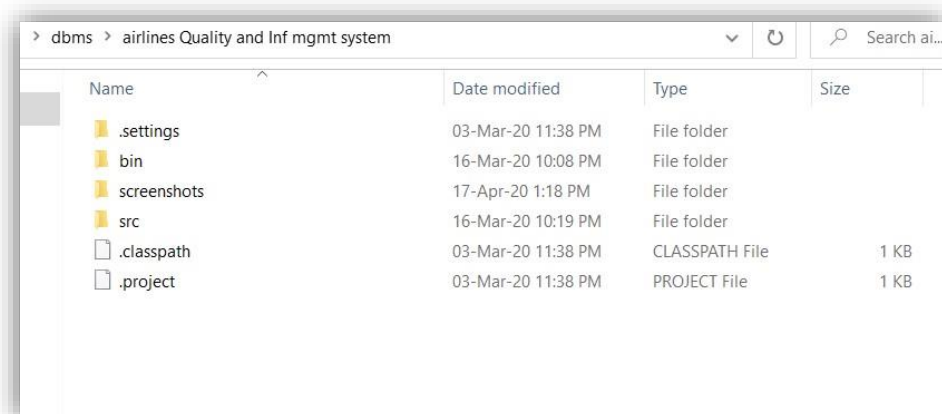 > dbms > airlines Quality and Inf mgmt system Search ai...
Name Date modified Type Size
.settings 03-Mar-20 11:38 PM File folder
bin 16-Mar-20 10:08 PM File folder
screenshots 17-Apr-20 1:18 PM File folder
src 16-Mar-20 10:19 PM File folder
.classpath 03-Mar-20 11:38 PM CLASSPATH File 1 KB
.project 03-Mar-20 11:38 PM PROJECT File 1 KB